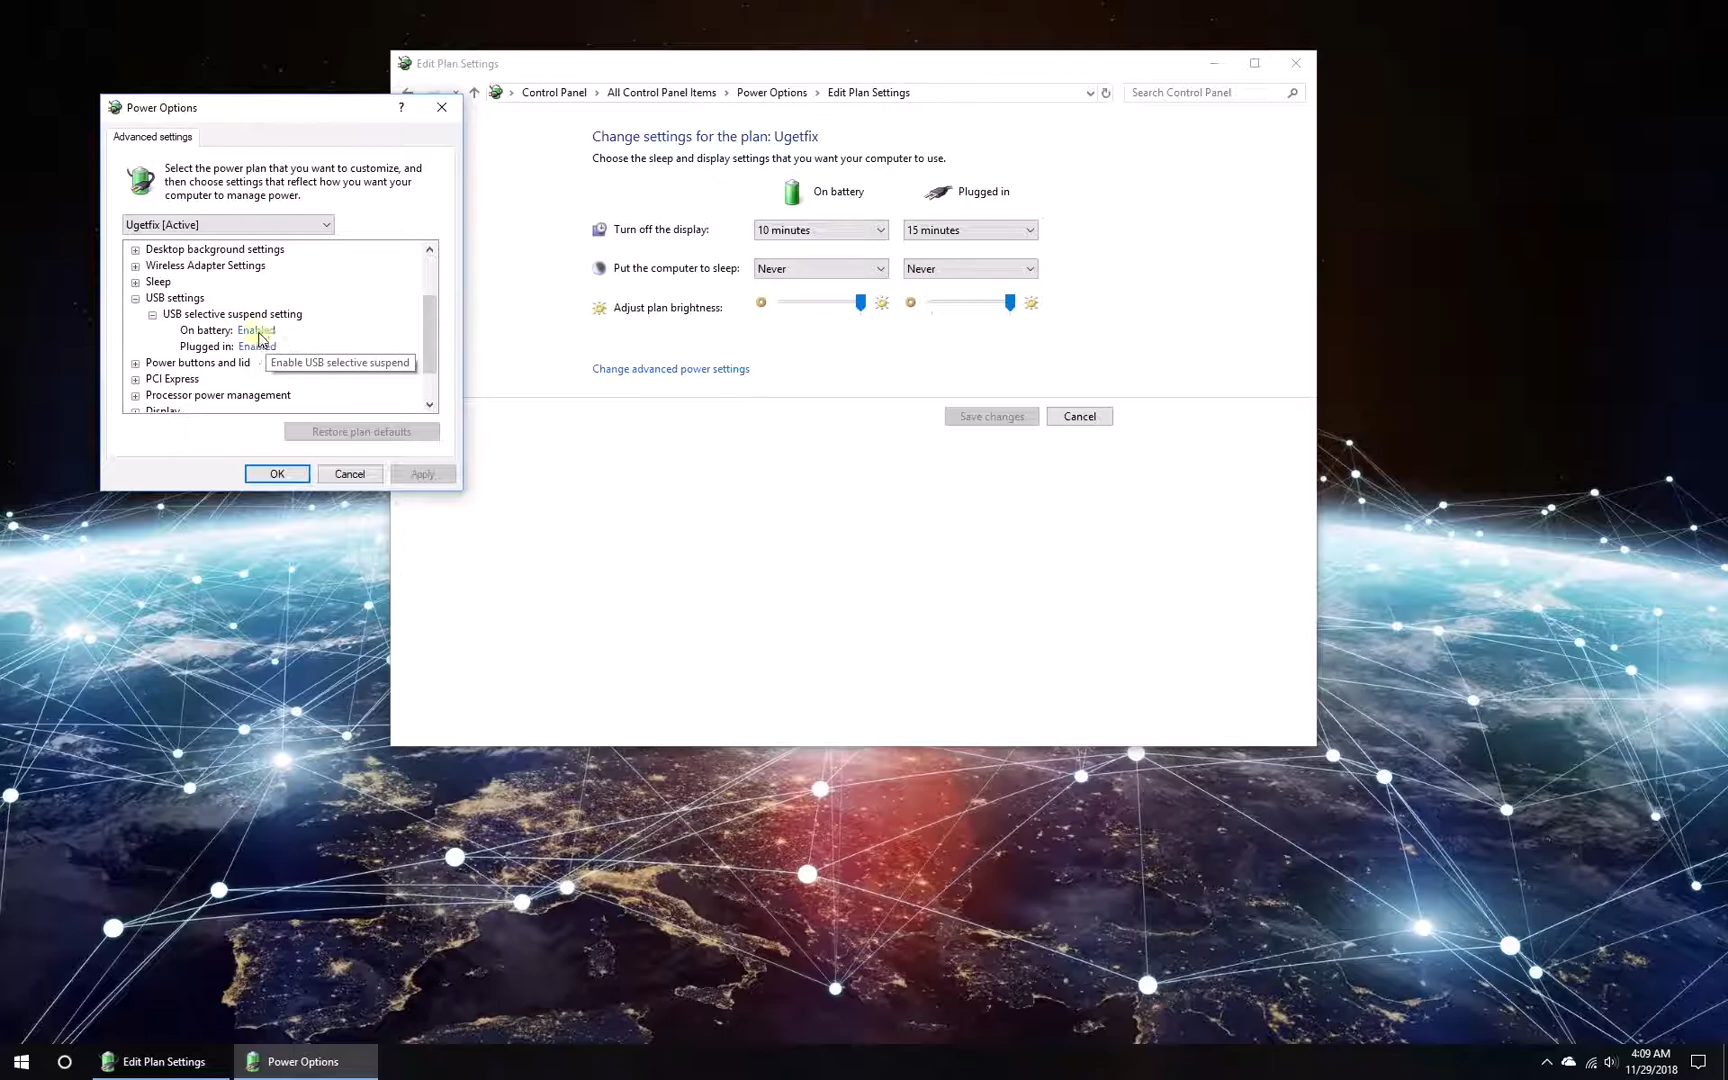 Edit Plan Settings
Control Panel > All Control Panel Items > Power Options > Edit Plan Settings
Search Control Panel
Change settings for the plan: Ugetfix
Choose the sleep and display settings that you want your computer to use.
On battery
Plugged in
Turn off the display:
10 minutes
15 minutes
Put the computer to sleep:
Never
Never
Adjust plan brightness:
Change advanced power settings
Save changes
Cancel
Power Options
?
Advanced settings
Select the power plan that you want to customize, and
then choose settings that reflect how you want your
computer to manage power.
Ugetfix [Active]
Desktop background settings
Wireless Adapter Settings
Sleep
USB settings
USB selective suspend setting
On battery: Enabled
Plugged in: Enabled
Enable USB selective suspend
Power buttons and lid
PCI Express
Processor power management
Display
Restore plan defaults
OK
Cancel
Apply
Edit Plan Settings
Power Options
4:09 AM
11/29/2018